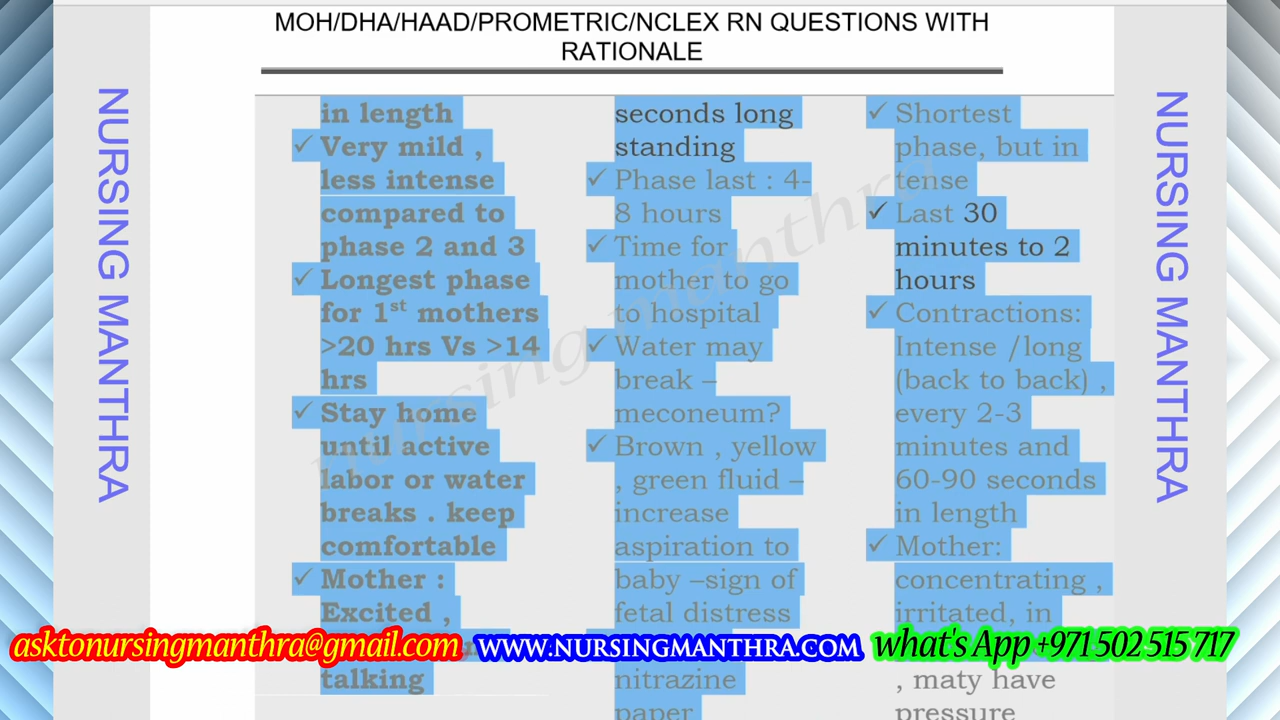 MOH/DHA/HAAD/PROMETRIC/NCLEX RN QUESTIONS WITH
RATIONALE
NURSING MANTHRA
in length
✓ Very mild ,
less intense
compared to
phase 2 and 3
✓ Longest phase
for 1st mothers
>20 hrs Vs >14
hrs
✓ Stay home
until active
labor or water
breaks . keep
comfortable
✓ Mother :
Excited ,
talking
seconds long
standing
✓ Phase last : 4-
8 hours
✓ Time for
mother to go
to hospital
✓ Water may
break –
meconeum?
✓ Brown , yellow
, green fluid –
increase
aspiration to
baby –sign of
fetal distress
nitrazine
paper
✓ Shortest
phase, but in
tense
✓ Last 30
minutes to 2
hours
✓ Contractions:
Intense /long
(back to back) ,
every 2-3
minutes and
60-90 seconds
in length
✓ Mother:
concentrating ,
irritated, in
, maty have
pressure
NURSING MANTHRA
nursing manthra
asktonursingmanthra@gmail.com
WWW.NURSINGMANTHRA.COM
what's App +971 502 515 717